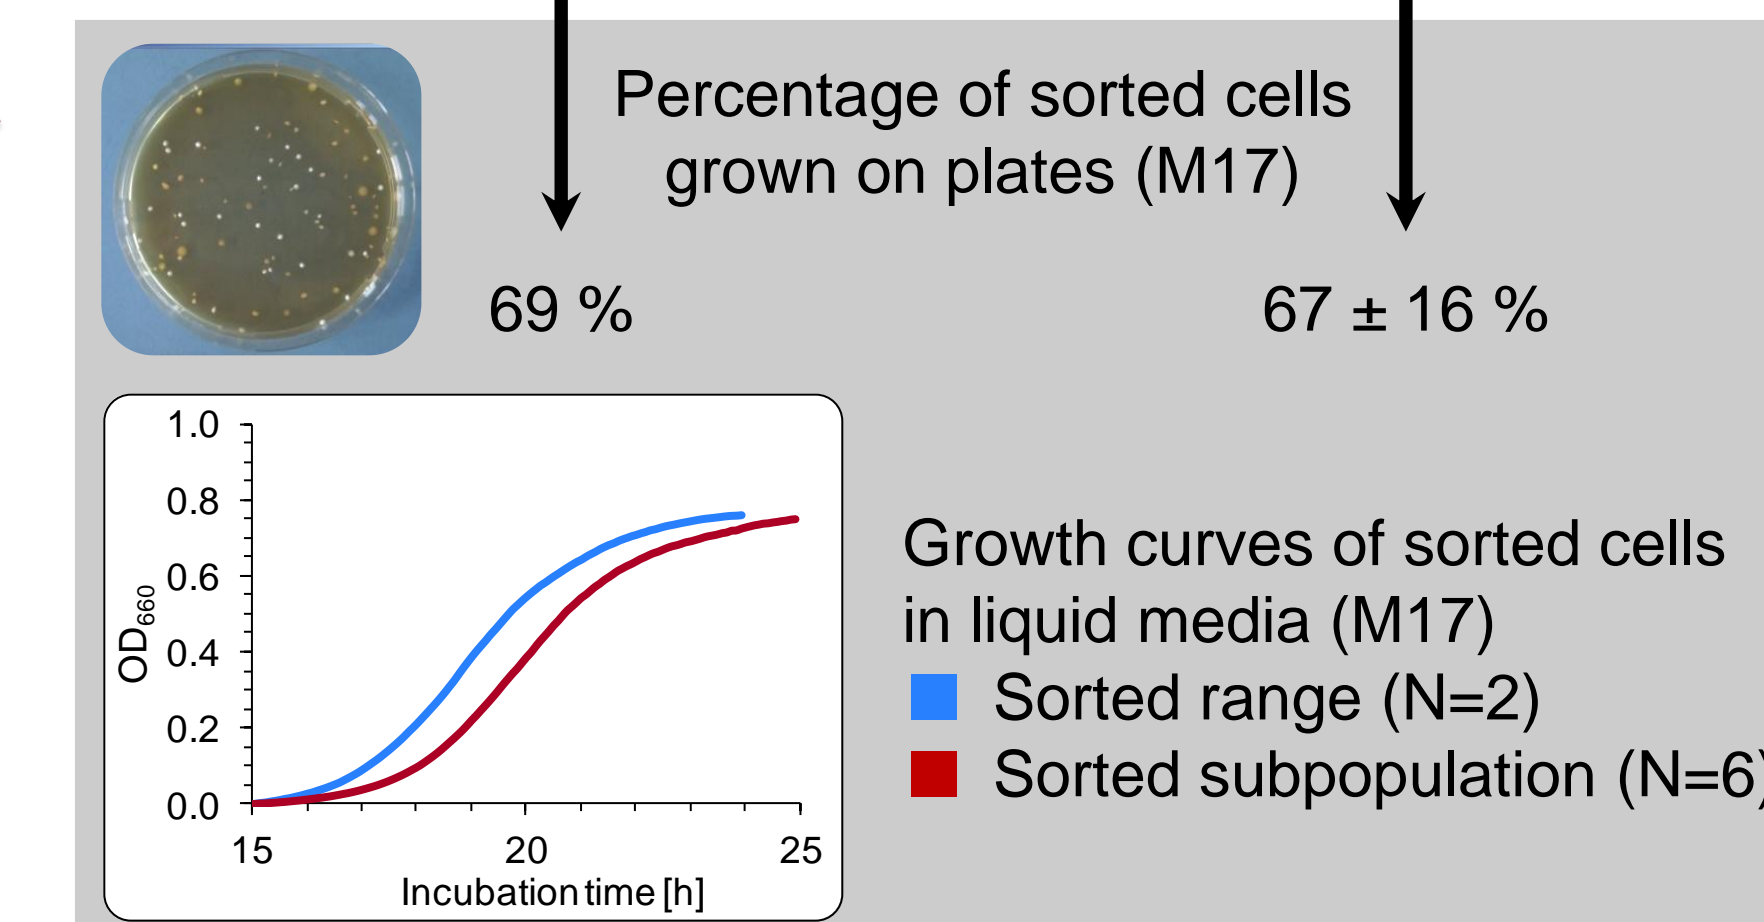 Percentage of sorted cells
grown on plates (M17)
69 %
67 ± 16 %
1.0
0.8
0.6
0.4
0.2
0.0
OD660
15
20
25
Incubation time [h]
Growth curves of sorted cells
in liquid media (M17)
Sorted range (N=2)
Sorted subpopulation (N=6)